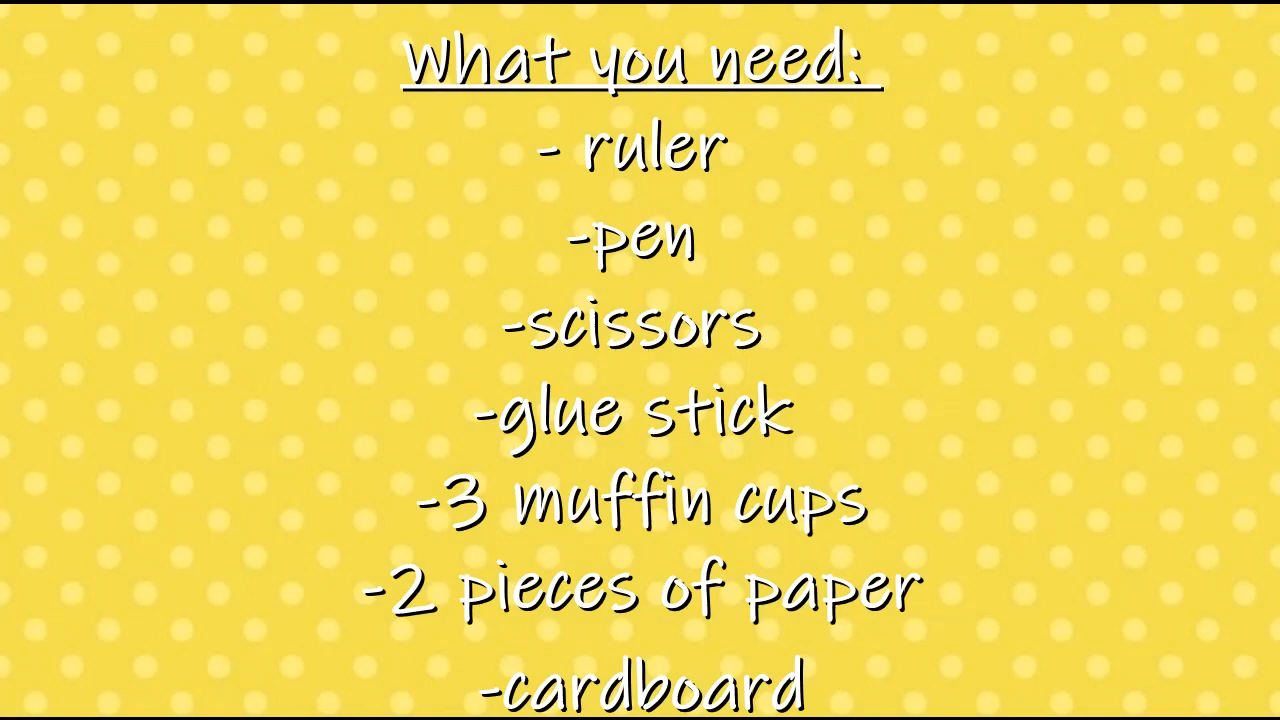 What you need:
- ruler
-pen
-scissors
-glue stick
-3 muffin cups
-2 pieces of paper
-cardboard